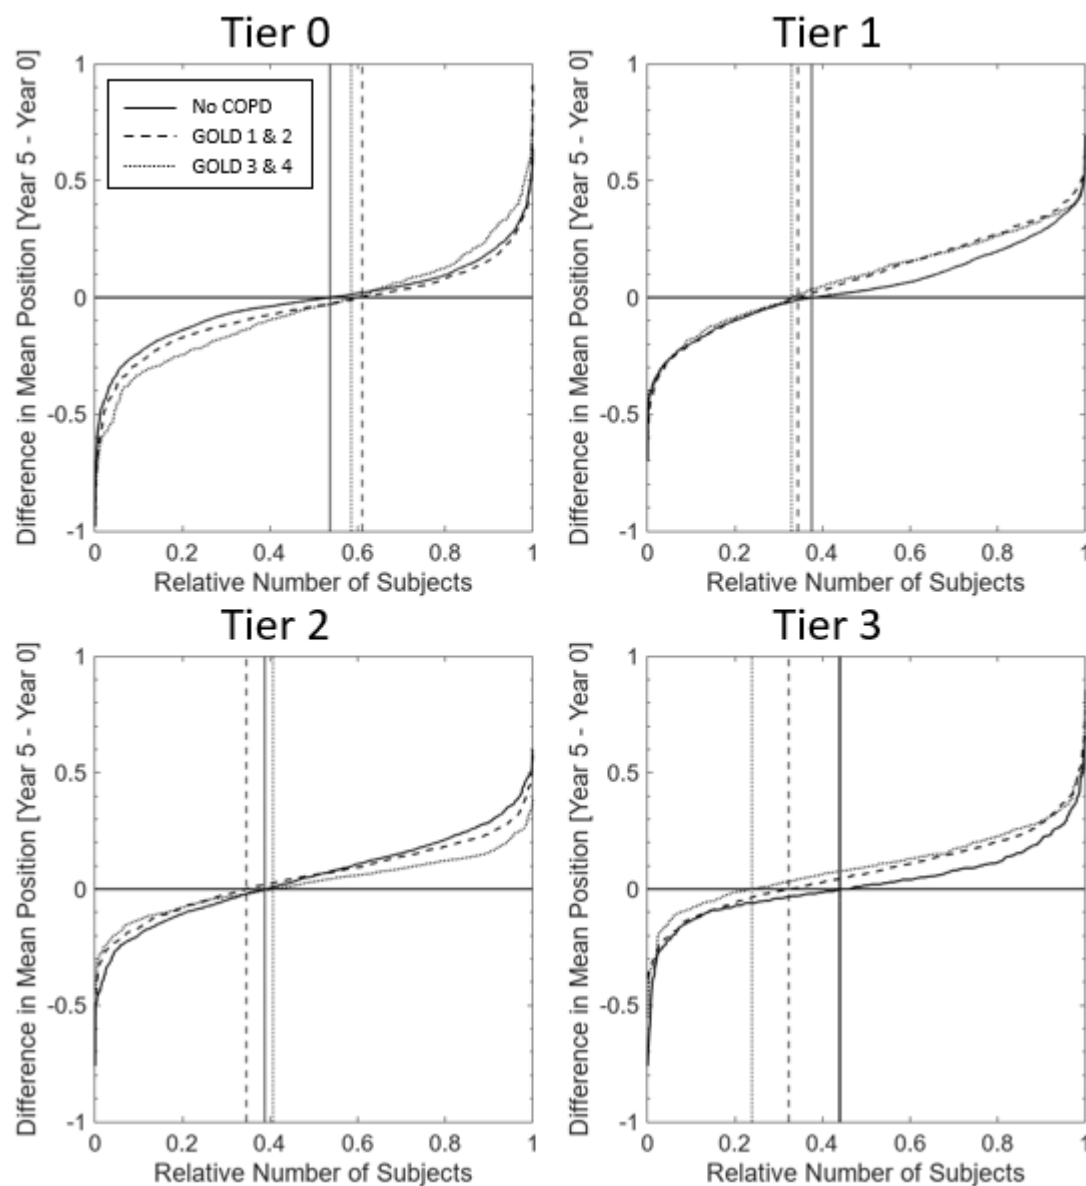 Tier 0
Difference in Mean Position [Year 5 - Year 0]
1
0.5
0
-0.5
-1
No COPD
GOLD 1 & 2
GOLD 3 & 4
0 0.2 0.4 0.6 0.8 1
Relative Number of Subjects
Tier 1
Difference in Mean Position [Year 5 - Year 0]
1
0.5
0
-0.5
-1
0 0.2 0.4 0.6 0.8 1
Relative Number of Subjects
Tier 2
Difference in Mean Position [Year 5 - Year 0]
1
0.5
0
-0.5
-1
0 0.2 0.4 0.6 0.8 1
Relative Number of Subjects
Tier 3
Difference in Mean Position [Year 5 - Year 0]
1
0.5
0
-0.5
-1
0 0.2 0.4 0.6 0.8 1
Relative Number of Subjects